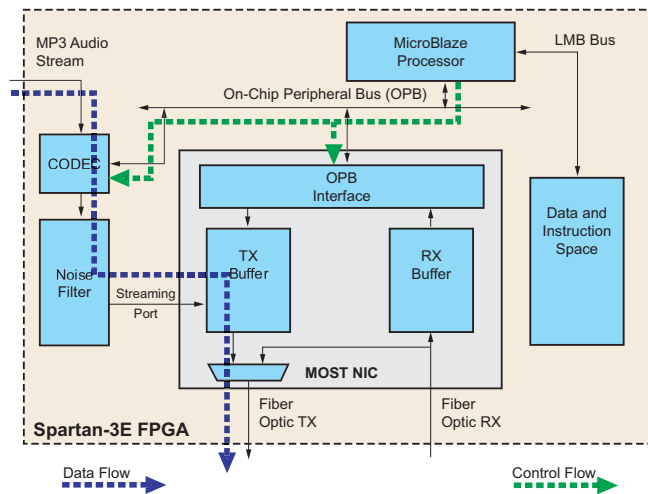 MP3 Audio
Stream
MicroBlaze
Processor
LMB Bus
On-Chip Peripheral Bus (OPB)
CODEC
OPB
Interface
Data and
Instruction
Space
TX
Buffer
RX
Buffer
Noise
Filter
Streaming
Port
MOST NIC
Fiber
Optic TX
Fiber
Optic RX
Spartan-3E FPGA
Data Flow
Control Flow